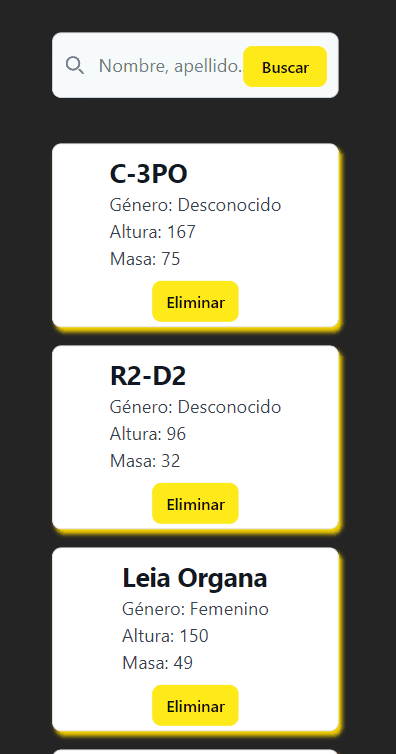 Nombre, apellido.
Buscar
C-3PO
Género: Desconocido
Altura: 167
Masa: 75
Eliminar
R2-D2
Género: Desconocido
Altura: 96
Masa: 32
Eliminar
Leia Organa
Género: Femenino
Altura: 150
Masa: 49
Eliminar